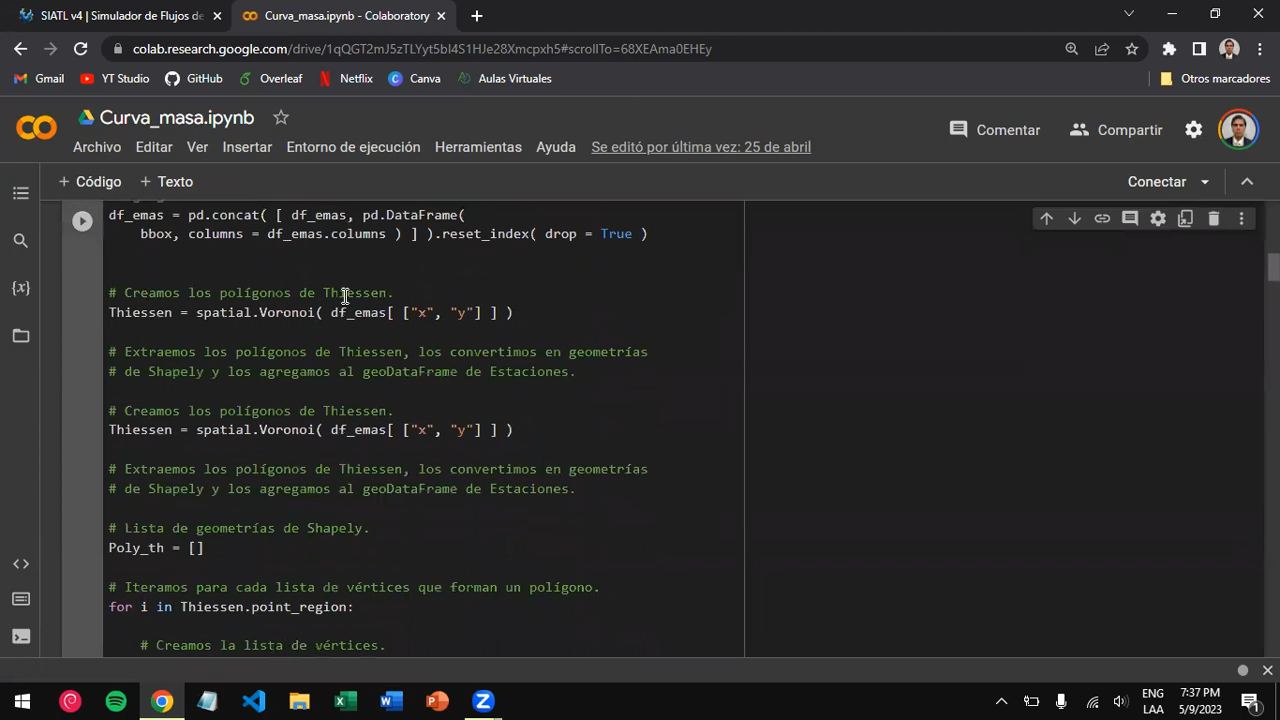 SIATL v4 | Simulador de Flujos de
Curva_masa.ipynb - Colaboratory
colab.research.google.com/drive/1qQGT2mJ5zTLYyt5bI4S1HJe28Xmcpxh5#scrollTo=68XEAma0EHEy
Gmail
YT Studio
GitHub
Overleaf
Netflix
Canva
Aulas Virtuales
Otros marcadores
Curva_masa.ipynb
Comentar
Compartir
Archivo Editar Ver Insertar Entorno de ejecución Herramientas Ayuda Se editó por última vez: 25 de abril
+ Código + Texto
Conectar
df_emas = pd.concat( [ df_emas, pd.DataFrame(
bbox, columns = df_emas.columns ) ] ).reset_index( drop = True )
# Creamos los polígonos de Thiessen.
Thiessen = spatial.Voronoi( df_emas[ ["x", "y"] ] )
# Extraemos los polígonos de Thiessen, los convertimos en geometrías
# de Shapely y los agregamos al geoDataFrame de Estaciones.
# Creamos los polígonos de Thiessen.
Thiessen = spatial.Voronoi( df_emas[ ["x", "y"] ] )
# Extraemos los polígonos de Thiessen, los convertimos en geometrías
# de Shapely y los agregamos al geoDataFrame de Estaciones.
# Lista de geometrías de Shapely.
Poly_th = []
# Iteramos para cada lista de vértices que forman un polígono.
for i in Thiessen.point_region:
# Creamos la lista de vértices.
ENG
LAA
7:37 PM
5/9/2023